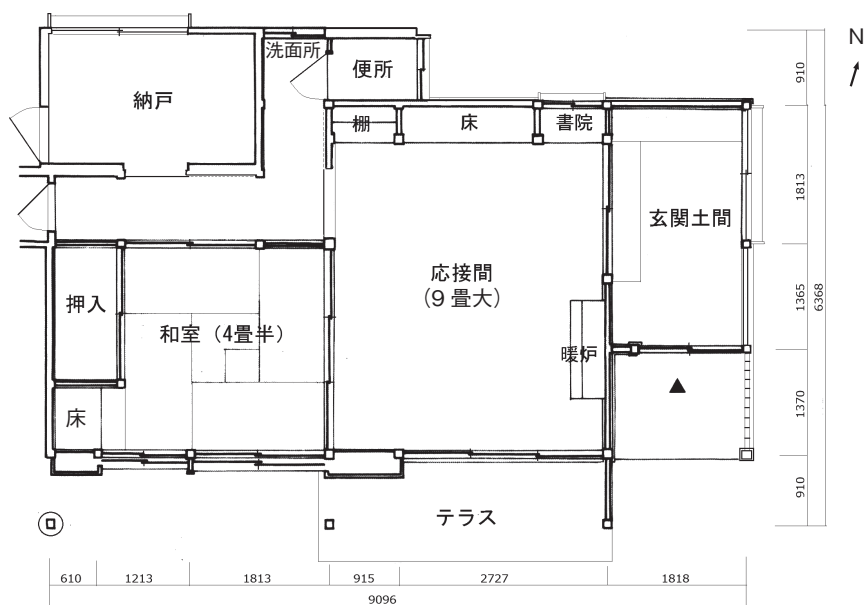 N
洗面所
便所
納戸
棚
床
書院
玄関土間
応接間
（9 畳大）
押入
和室（4畳半）
暖炉
床
テラス
910
1813
1365
6368
1370
910
610
1213
1813
915
2727
1818
9096